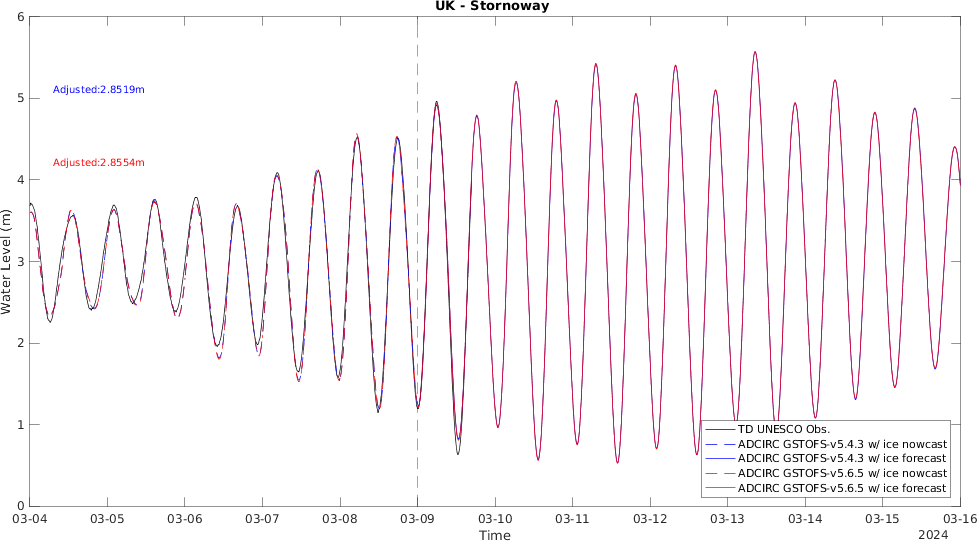 UK - Stornoway
6
5
4
3
2
1
0
Water Level (m)
Adjusted:2.8519m
Adjusted:2.8554m
TD UNESCO Obs.
ADCIRC GSTOFS-v5.4.3 w/ ice nowcast
ADCIRC GSTOFS-v5.4.3 w/ ice forecast
ADCIRC GSTOFS-v5.6.5 w/ ice nowcast
ADCIRC GSTOFS-v5.6.5 w/ ice forecast
03-04 03-05 03-06 03-07 03-08 03-09 03-10 03-11 03-12 03-13 03-14 03-15 03-16
Time
2024